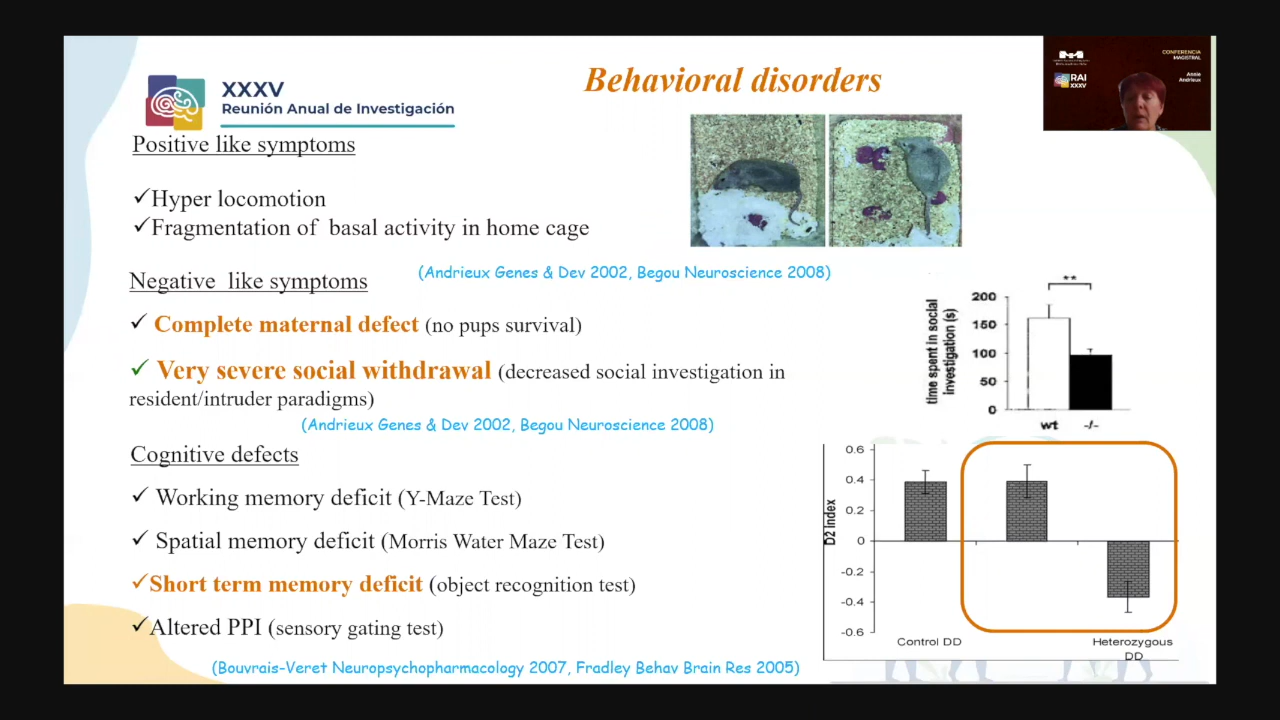 XXXV
Reunión Anual de Investigación
Behavioral disorders
CONFERENCIA
MAGISTRAL
RAI
XXXV
Annie
Andrieux
Positive like symptoms
✓Hyper locomotion
✓Fragmentation of basal activity in home cage
(Andrieux Genes & Dev 2002, Begou Neuroscience 2008)
Negative like symptoms
✓ Complete maternal defect (no pups survival)
✓ Very severe social withdrawal (decreased social investigation in
resident/intruder paradigms)
(Andrieux Genes & Dev 2002, Begou Neuroscience 2008)
**
time spent in social
investigation (s)
200
150
100
50
0
wt -/-
Cognitive defects
✓ Working memory deficit (Y-Maze Test)
✓ Spatial memory deficit (Morris Water Maze Test)
✓Short term memory deficit (object recognition test)
✓Altered PPI (sensory gating test)
(Bouvrais-Veret Neuropsychopharmacology 2007, Fradley Behav Brain Res 2005)
D2 index
0.6
0.4
0.2
0
-0.2
-0.4
-0.6
Control DD
Heterozygous
DD